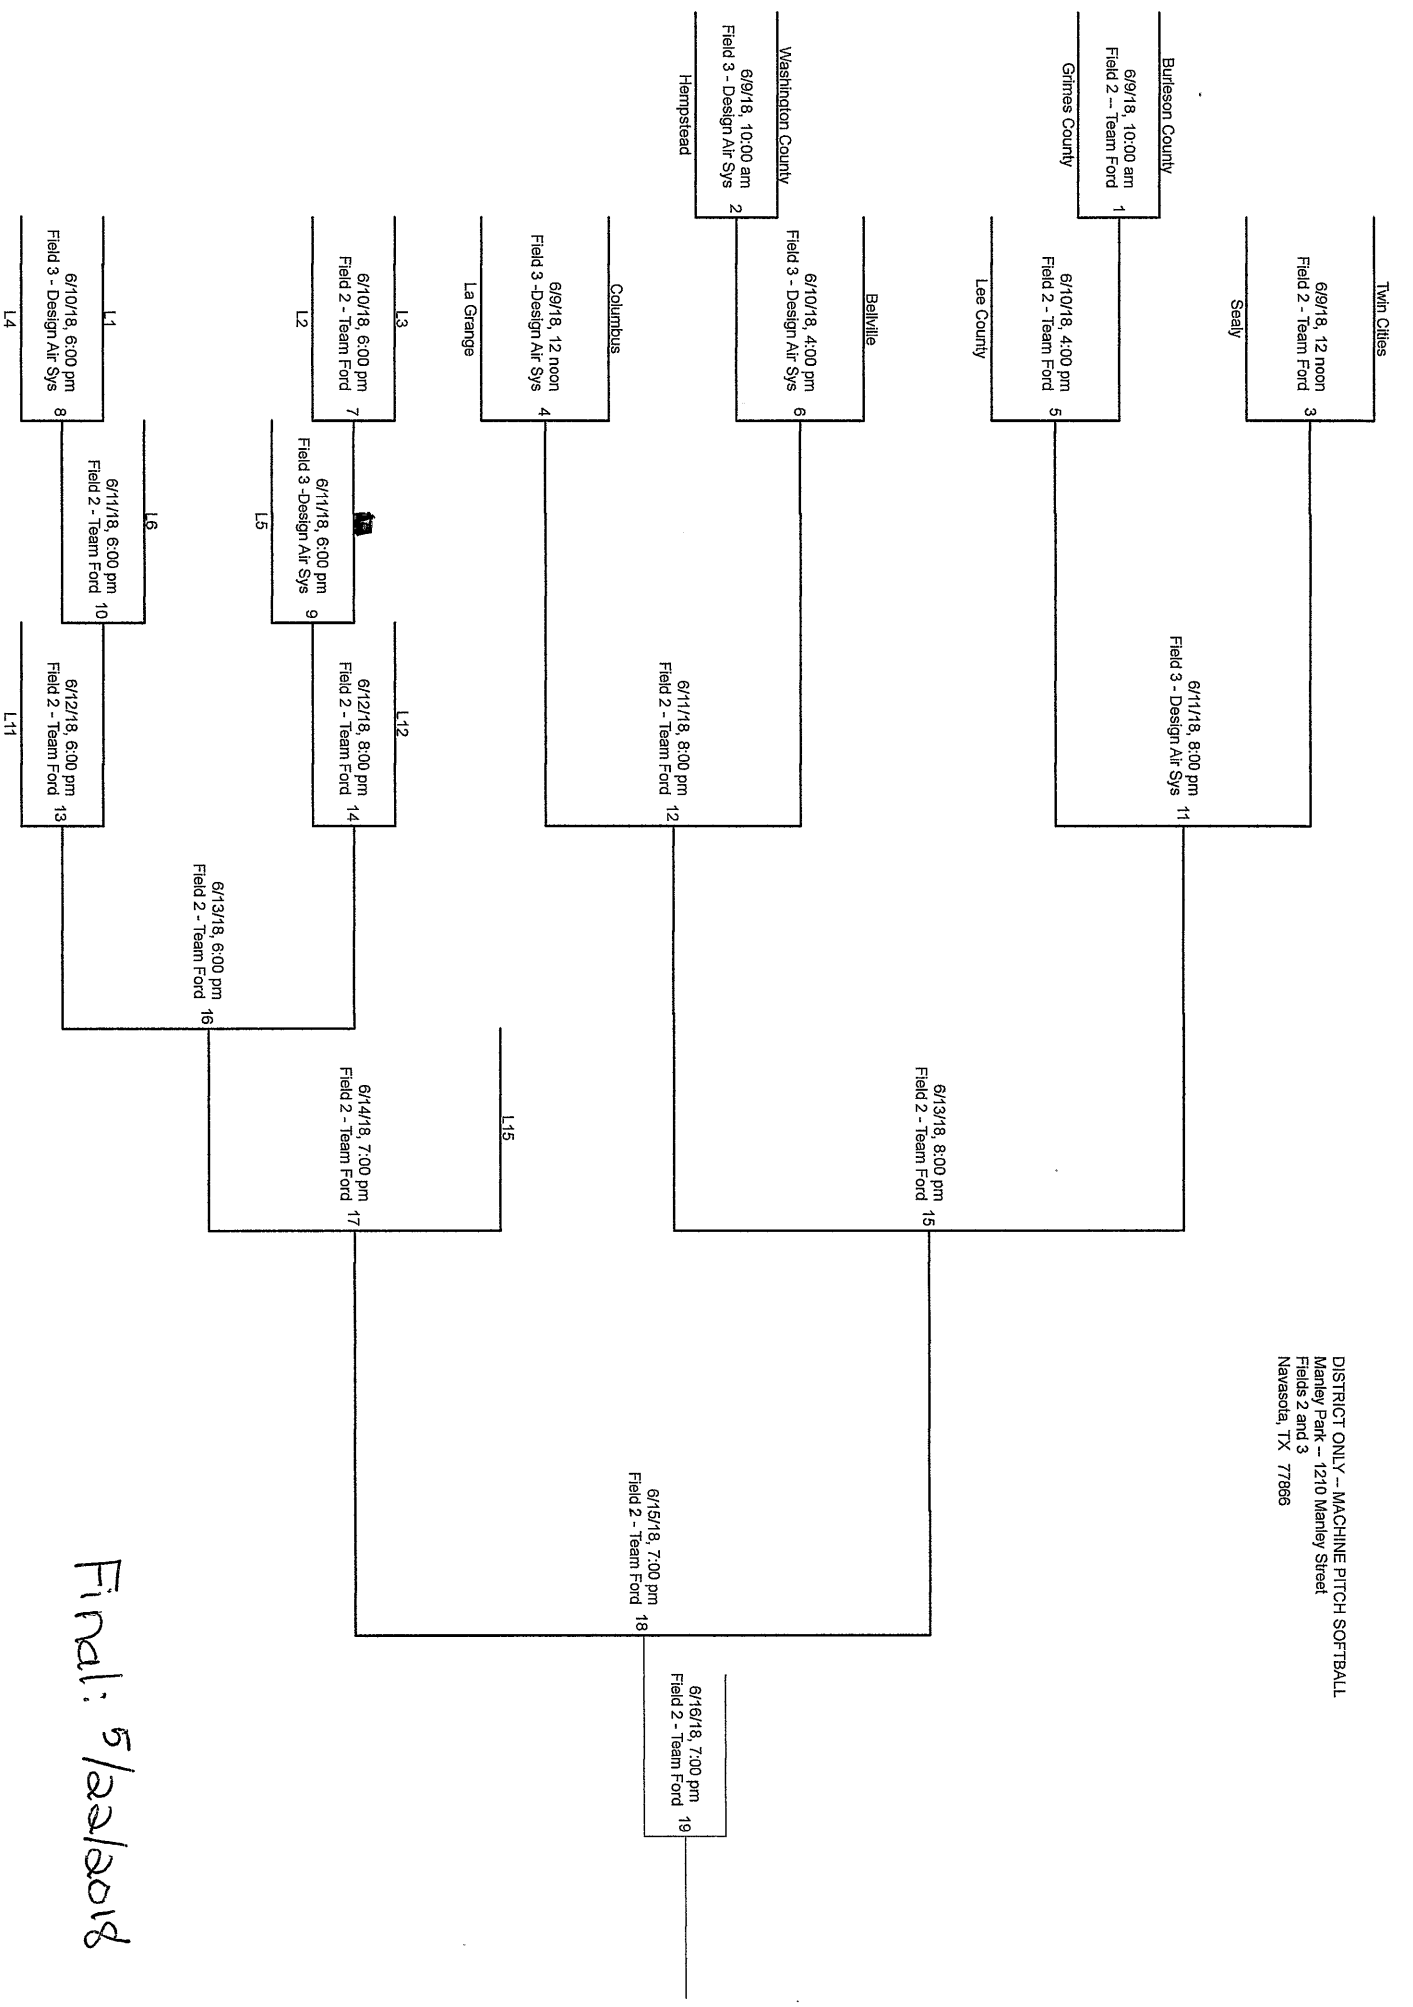 DISTRICT ONLY -- MACHINE PITCH SOFTBALL
Manley Park -- 1210 Manley Street
Fields 2 and 3
Navasota, TX 77866
Twin Cities
6/9/18, 12 noon
Field 2 - Team Ford
3
Sealy
6/11/18, 8:00 pm
Field 3 - Design Air Sys
11
Burleson County
6/9/18, 10:00 am
Field 2 -- Team Ford
1
Grimes County
6/10/18, 4:00 pm
Field 2 - Team Ford
5
Lee County
6/13/18, 8:00 pm
Field 2 - Team Ford
15
Bellville
6/10/18, 4:00 pm
Field 3 - Design Air Sys
6
Washington County
6/9/18, 10:00 am
Field 3 - Design Air Sys
2
Hempstead
6/11/18, 8:00 pm
Field 2 - Team Ford
12
6/16/18, 7:00 pm
Field 2 - Team Ford
19
6/15/18, 7:00 pm
Field 2 - Team Ford
18
Columbus
6/9/18, 12 noon
Field 3 -Design Air Sys
4
La Grange
L15
6/14/18, 7:00 pm
Field 2 - Team Ford
17
L3
6/10/18, 6:00 pm
Field 2 - Team Ford
7
L2
6/11/18, 6:00 pm
Field 3 -Design Air Sys
9
L5
L12
6/12/18, 8:00 pm
Field 2 - Team Ford
14
6/13/18, 6:00 pm
Field 2 - Team Ford
16
L1
6/10/18, 6:00 pm
Field 3 - Design Air Sys
8
L4
L6
6/11/18, 6:00 pm
Field 2 - Team Ford
10
6/12/18, 6:00 pm
Field 2 - Team Ford
13
L11
Final: 5/22/2018